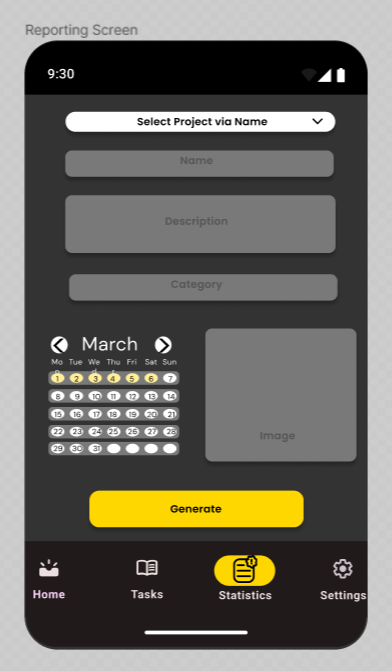 Reporting Screen
9:30
Select Project via Name
Name
Description
Category
March
Mo Tue We Thu Fri Sat Sun
1 2 3 4 5 6 7
8 9 10 11 12 13 14
15 16 17 18 19 20 21
22 23 24 25 26 27 28
29 30 31
Image
Generate
Home Tasks Statistics Settings